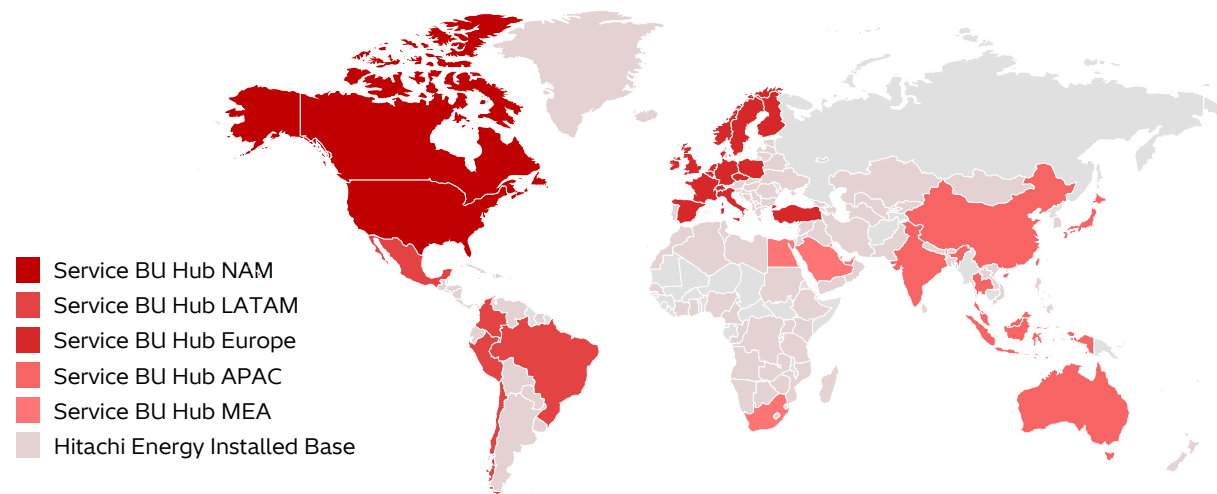 Service BU Hub NAM
Service BU Hub LATAM
Service BU Hub Europe
Service BU Hub APAC
Service BU Hub MEA
Hitachi Energy Installed Base